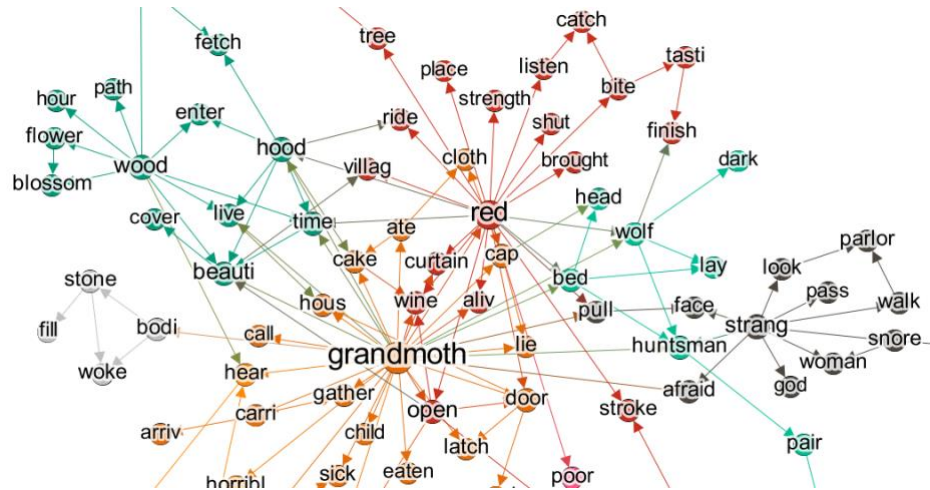 catch
fetch
tree
tasti
listen
place
path
hour
bite
strength
enter
ride
shut
flower
finish
hood
cloth
brought
dark
wood
villag
blossom
head
red
live
cover
time
ate
wolf
parlor
cap
curtain
cake
look
lay
beauti
bed
stone
pass
hous
wine
aliv
pull
face
walk
fill
bodi
call
strang
snore
lie
huntsman
grandmoth
woman
woke
hear
god
afraid
gather
door
carri
open
stroke
arriv
child
latch
pair
sick
eaten
poor
horribl